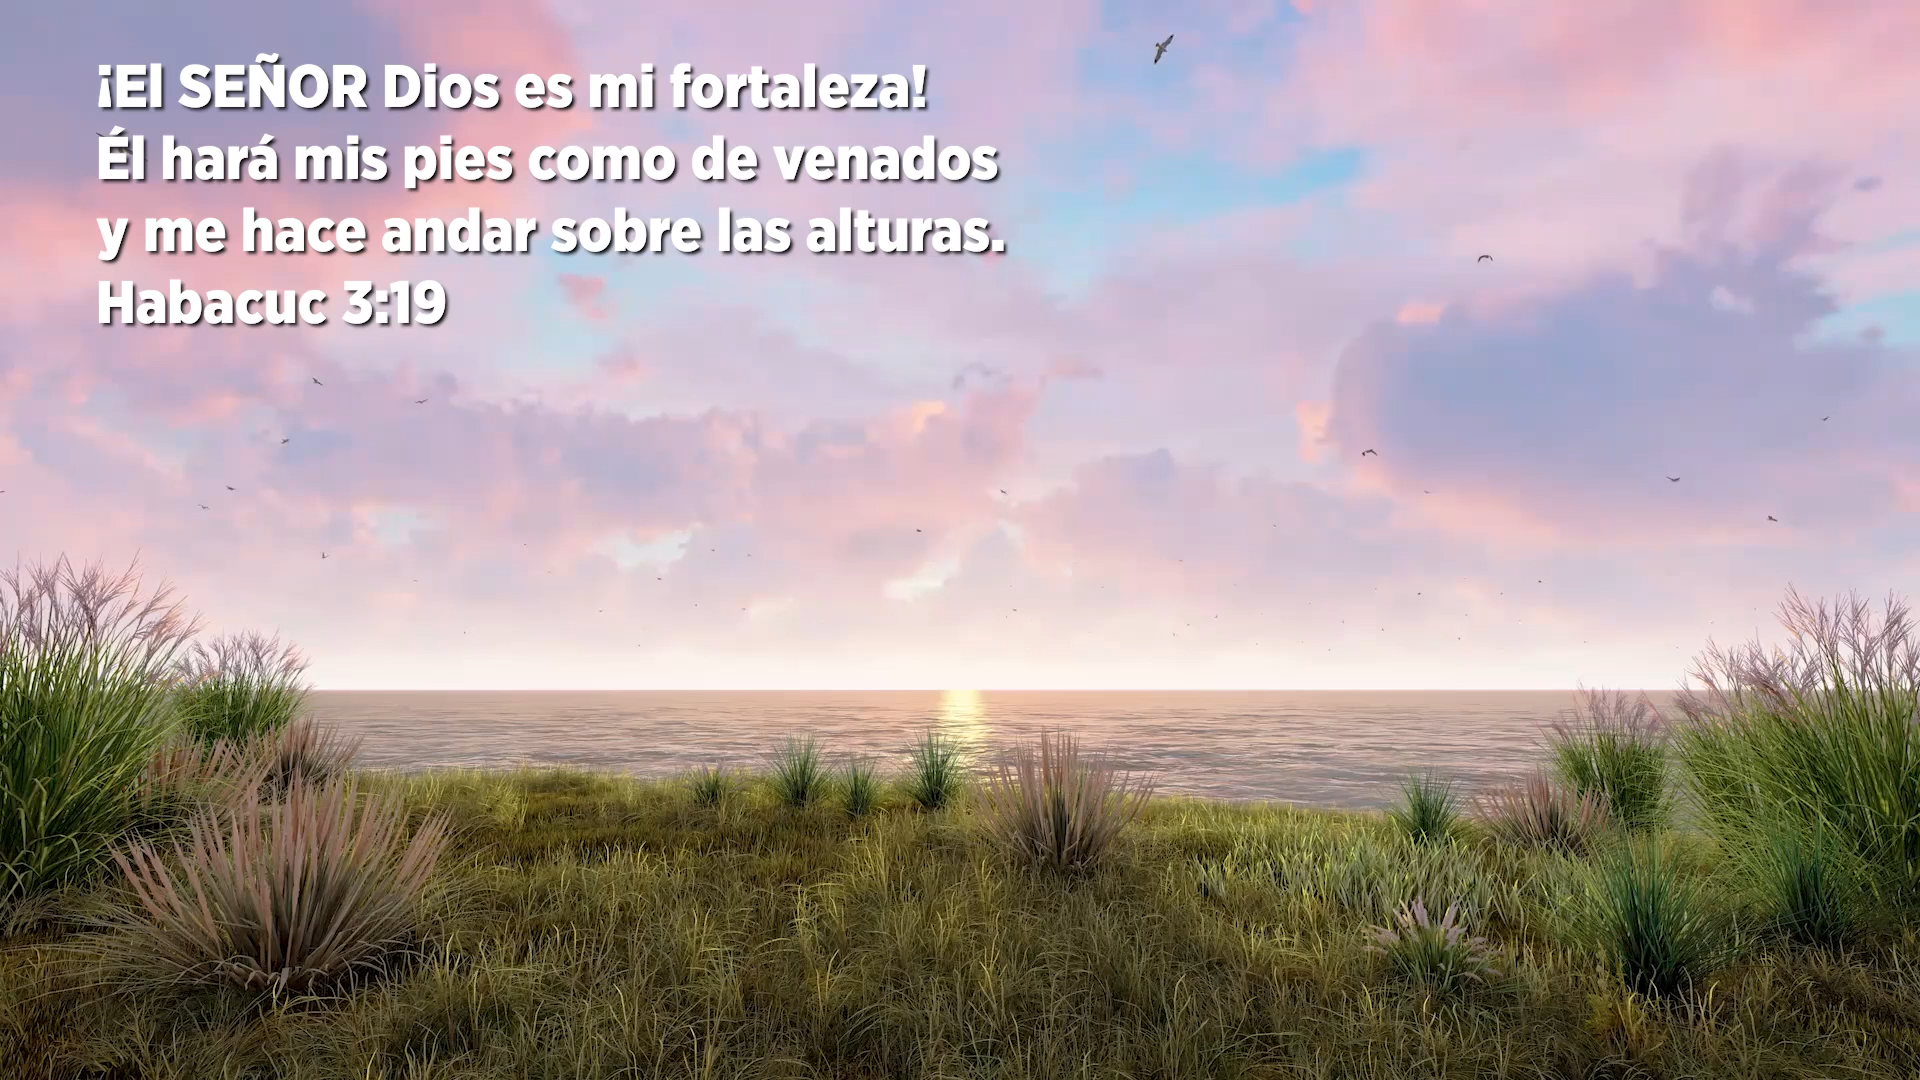 ¡El SEÑOR Dios es mi fortaleza!
Él hará mis pies como de venados
y me hace andar sobre las alturas.
Habacuc 3:19